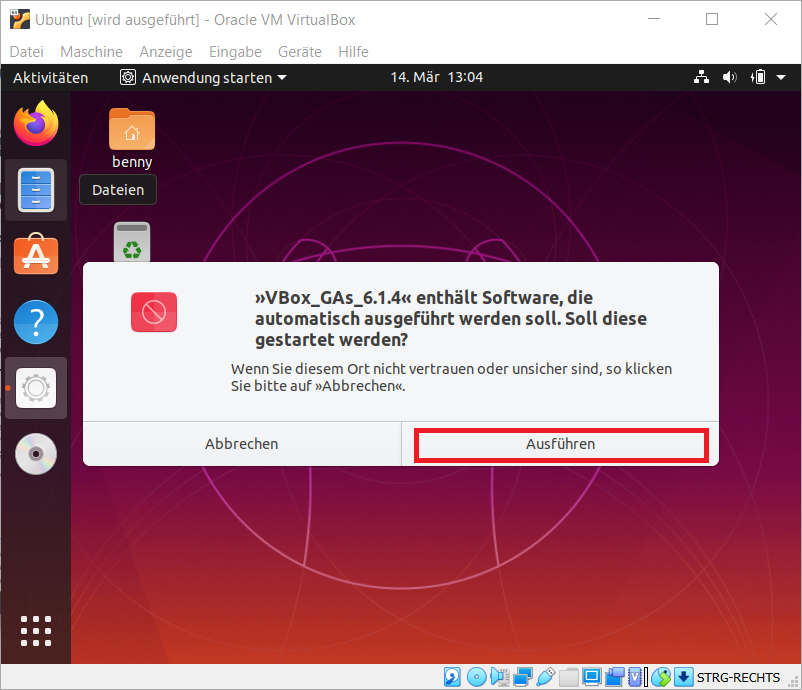 Ubuntu [wird ausgeführt] - Oracle VM VirtualBox
Datei Maschine Anzeige Eingabe Geräte Hilfe
Aktivitäten Anwendung starten 14. Mär 13:04
benny
Dateien
»VBox_GAs_6.1.4« enthält Software, die
automatisch ausgeführt werden soll. Soll diese
gestartet werden?
Wenn Sie diesem Ort nicht vertrauen oder unsicher sind, so klicken
Sie bitte auf »Abbrechen«.
Abbrechen Ausführen
STRG-RECHTS